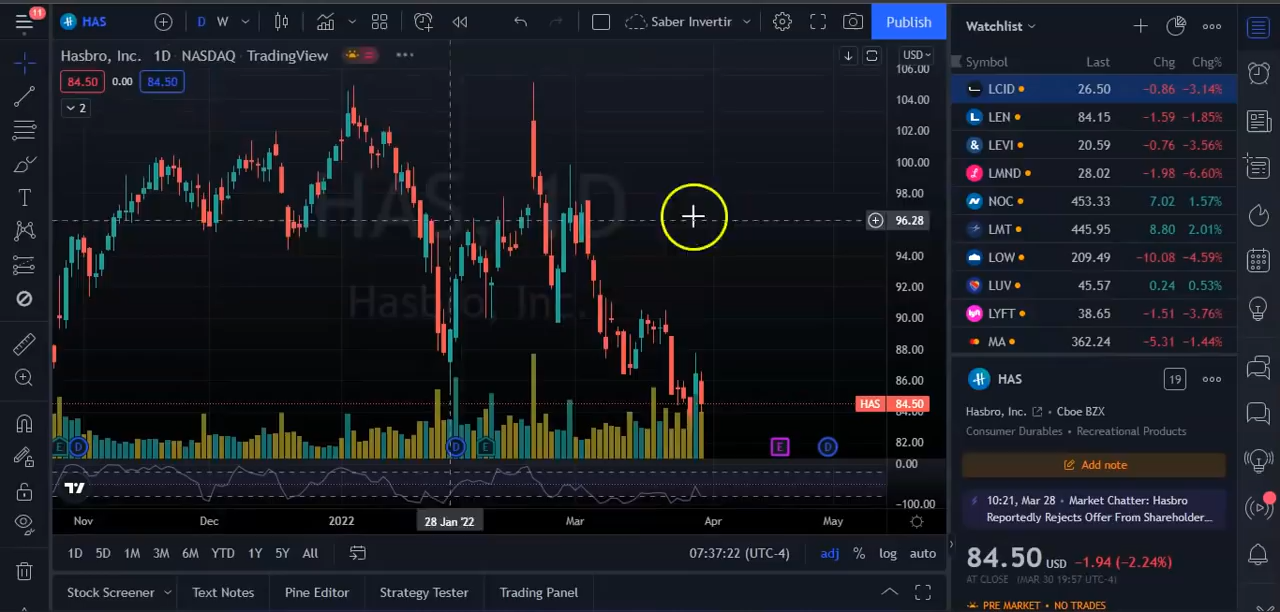 11
HAS
D W
Saber Invertir
Publish
Hasbro, Inc. 1D NASDAQ TradingView
USD
84.50 0.00 84.50
2
HAS, 1D
Hasbro, Inc.
106.00
104.00
102.00
100.00
98.00
96.28
94.00
92.00
90.00
88.00
86.00
HAS 84.50
84.00
82.00
0.00
-100.00
E D D E E D
Nov Dec 2022 28 Jan '22 Mar Apr May
1D 5D 1M 3M 6M YTD 1Y 5Y All
07:37:22 (UTC-4) adj % log auto
Stock Screener Text Notes Pine Editor Strategy Tester Trading Panel
Watchlist
Symbol Last Chg Chg%
LCID 26.50 −0.86 −3.14%
LEN 84.15 −1.59 −1.85%
LEVI 20.59 −0.76 −3.56%
LMND 28.02 −1.98 −6.60%
NOC 453.33 7.02 1.57%
LMT 445.95 8.80 2.01%
LOW 209.49 −10.08 −4.59%
LUV 45.57 0.24 0.53%
LYFT 38.65 −1.51 −3.76%
MA 362.24 −5.31 −1.44%
HAS 19
Hasbro, Inc. • Cboe BZX
Consumer Durables • Recreational Products
Add note
10:21, Mar 28 • Market Chatter: Hasbro
Reportedly Rejects Offer From Shareholder...
84.50 USD −1.94 (−2.24%)
AT CLOSE (MAR 30 19:57 UTC-4)
PRE MARKET • NO TRADES